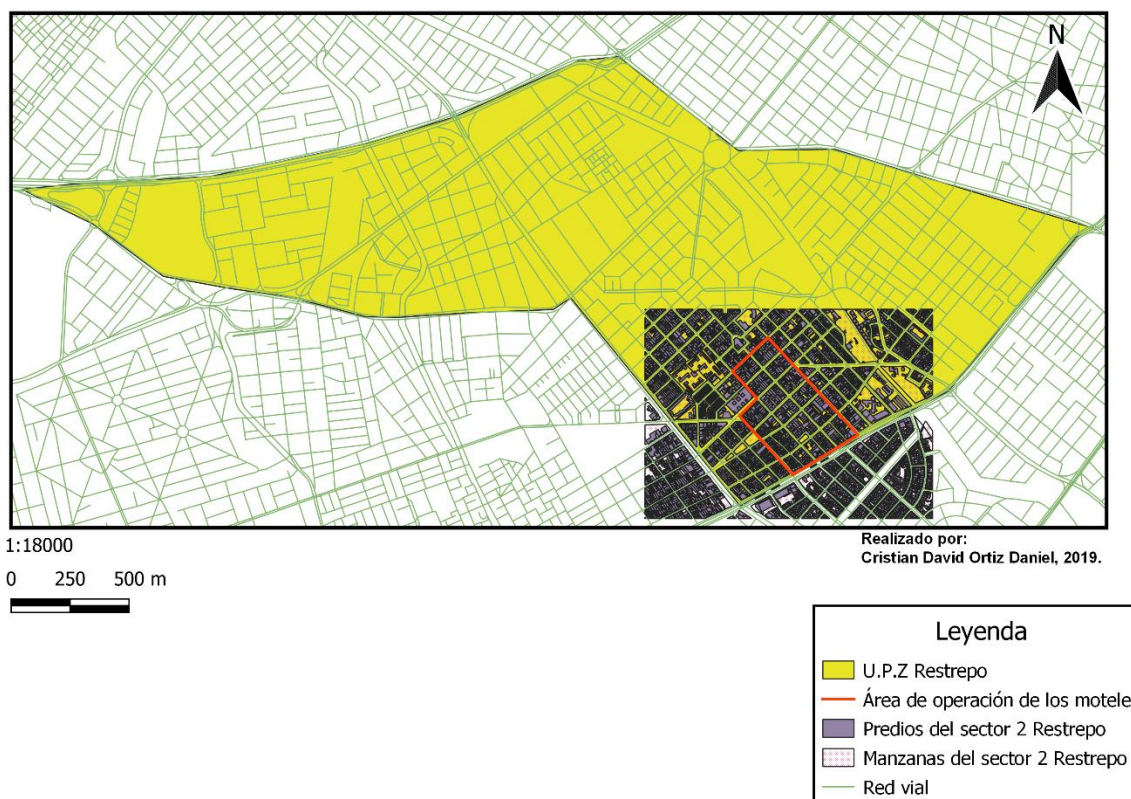 N
1:18000
0 250 500 m
Realizado por:
Cristian David Ortiz Daniel, 2019.
Leyenda
U.P.Z Restrepo
Área de operación de los motele
Predios del sector 2 Restrepo
Manzanas del sector 2 Restrepo
Red vial